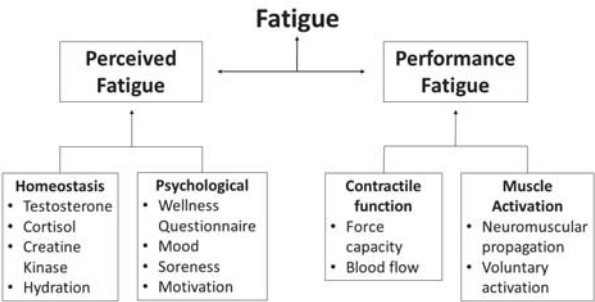 Fatigue
Perceived
Fatigue
Performance
Fatigue
Homeostasis
• Testosterone
• Cortisol
• Creatine
Kinase
• Hydration
Psychological
• Wellness
Questionnaire
• Mood
• Soreness
• Motivation
Contractile
function
• Force
capacity
• Blood flow
Muscle
Activation
• Neuromuscular
propagation
• Voluntary
activation